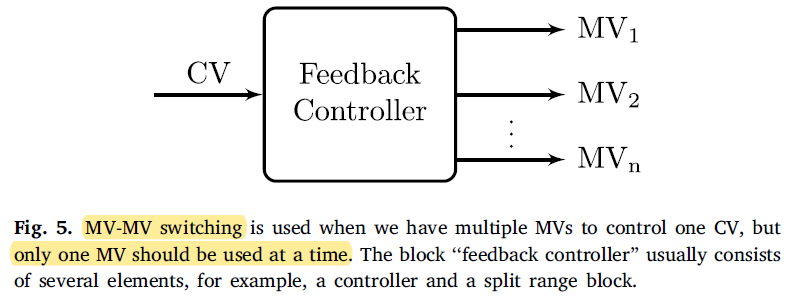 MV₁
CV
Feedback
Controller
MV₂
MVₙ
Fig. 5. MV-MV switching is used when we have multiple MVs to control one CV, but
only one MV should be used at a time. The block “feedback controller” usually consists
of several elements, for example, a controller and a split range block.